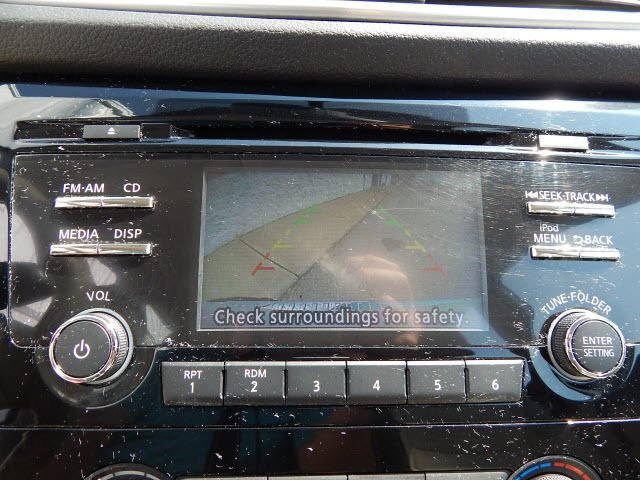 FM·AM CD
MEDIA DISP
VOL
⏮SEEK·TRACK⏭
iPod
MENU ⮌BACK
TUNE·FOLDER
ENTER
SETTING
Check surroundings for safety.
RPT
1
RDM
2
3
4
5
6